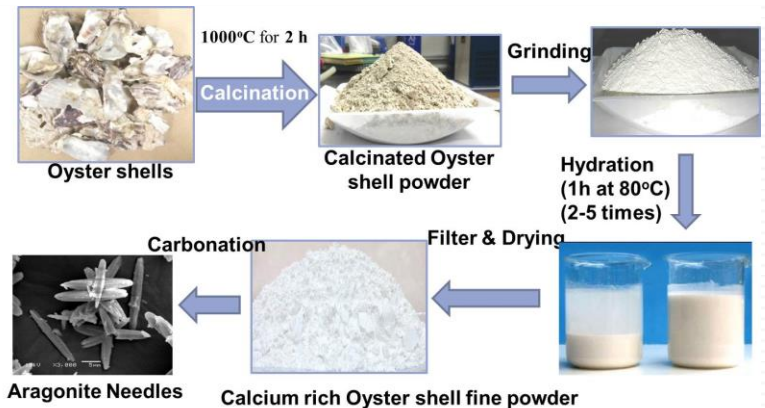 1000°C for 2 h
Calcination
Grinding
Oyster shells
Calcinated Oyster
shell powder
Hydration
(1h at 80°C)
(2-5 times)
Carbonation
Filter & Drying
Aragonite Needles
Calcium rich Oyster shell fine powder